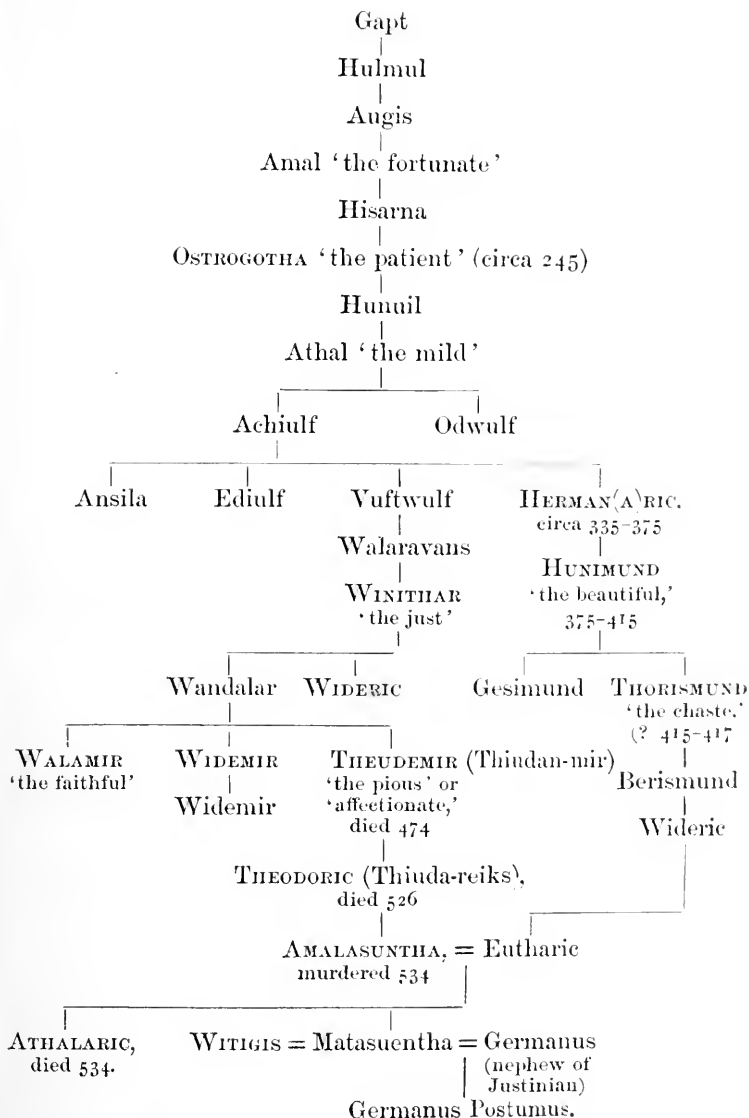 Gapt
Hulmul
Augis
Amal ‘the fortunate’
Hisarna
OSTROGOTHA ‘the patient’ (circa 245)
Hunuil
Athal ‘the mild’
Achiulf Odwulf
Ansila Ediulf Vuftwulf HERMAN(A)RIC.
circa 335-375
Walaravans
HUNIMUND
WINITHAR ‘the beautiful,’
‘the just’ 375-415
Wandalar WIDERIC Gesimund THORISMUND
‘the chaste.’
(? 415-417
WALAMIR WIDEMIR THEUDEMIR (Thiudan-mir)
‘the faithful’ ‘the pious’ or Berismund
Widemir ‘affectionate,’
died 474 Wideric
THEODORIC (Thiuda-reiks),
died 526
AMALASUNTHA, = Eutharic
murdered 534
ATHALARIC, WITIGIS = Matasuentha = Germanus
died 534. (nephew of
Justinian)
Germanus Postumus.